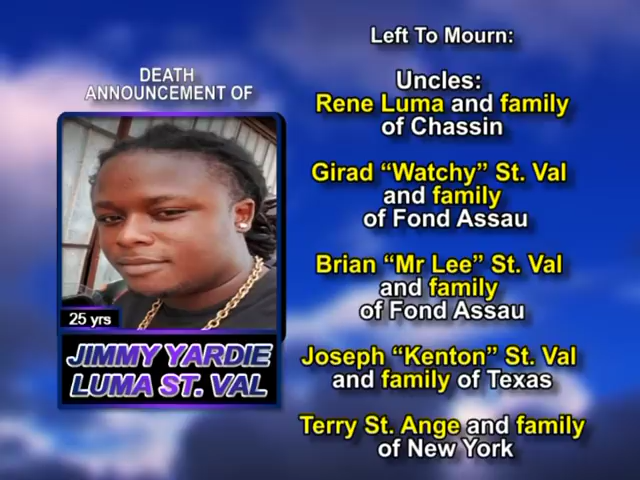 DEATH
ANNOUNCEMENT OF
25 yrs
JIMMY YARDIE
LUMA ST. VAL
Left To Mourn:
Uncles:
Rene Luma and family
of Chassin
Girad “Watchy” St. Val
and family
of Fond Assau
Brian “Mr Lee” St. Val
and family
of Fond Assau
Joseph “Kenton” St. Val
and family of Texas
Terry St. Ange and family
of New York